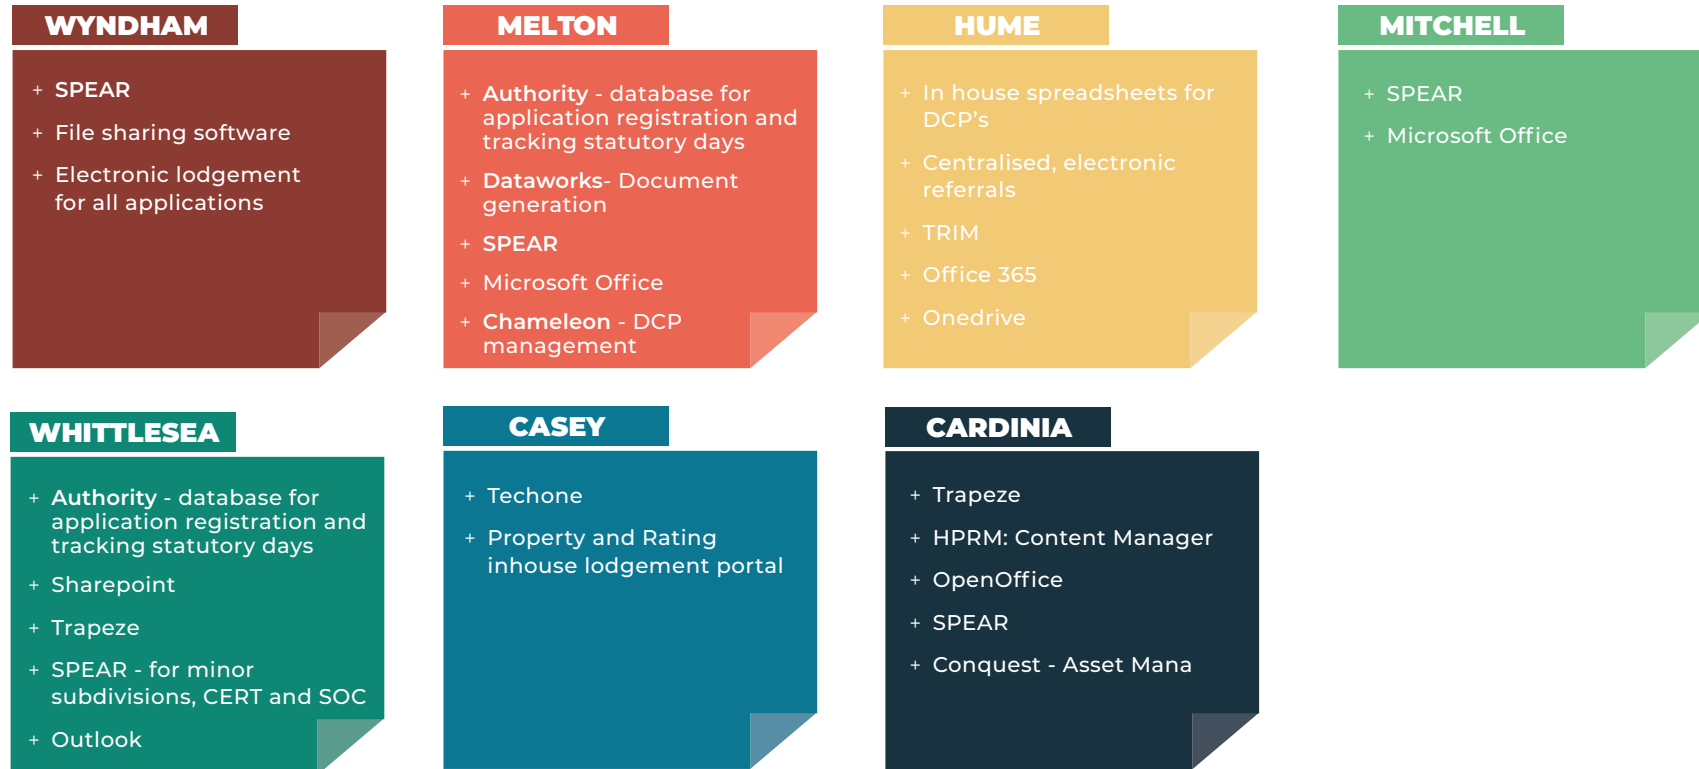 WYNDHAM
+ SPEAR
+ File sharing software
+ Electronic lodgement
for all applications
MELTON
+ Authority - database for
application registration and
tracking statutory days
+ Dataworks- Document
generation
+ SPEAR
+ Microsoft Office
+ Chameleon - DCP
management
HUME
+ In house spreadsheets for
DCP's
+ Centralised, electronic
referrals
+ TRIM
+ Office 365
+ Onedrive
MITCHELL
+ SPEAR
+ Microsoft Office
WHITTLESEA
+ Authority - database for
application registration and
tracking statutory days
+ Sharepoint
+ Trapeze
+ SPEAR - for minor
subdivisions, CERT and SOC
+ Outlook
CASEY
+ Techone
+ Property and Rating
inhouse lodgement portal
CARDINIA
+ Trapeze
+ HPRM: Content Manager
+ OpenOffice
+ SPEAR
+ Conquest - Asset Mana